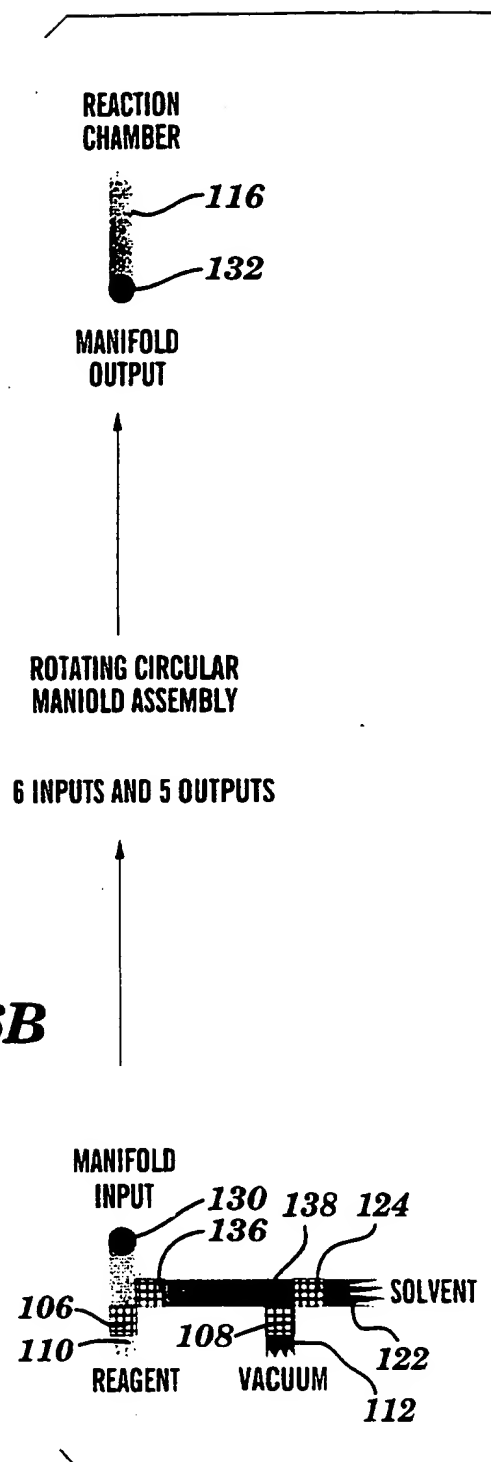 REACTION
CHAMBER
116
132
MANIFOLD
OUTPUT
ROTATING CIRCULAR
MANIOLD ASSEMBLY
6 INPUTS AND 5 OUTPUTS
6B
MANIFOLD
INPUT
130
136 138 124
106
SOLVENT
110
108
122
REAGENT VACUUM
112